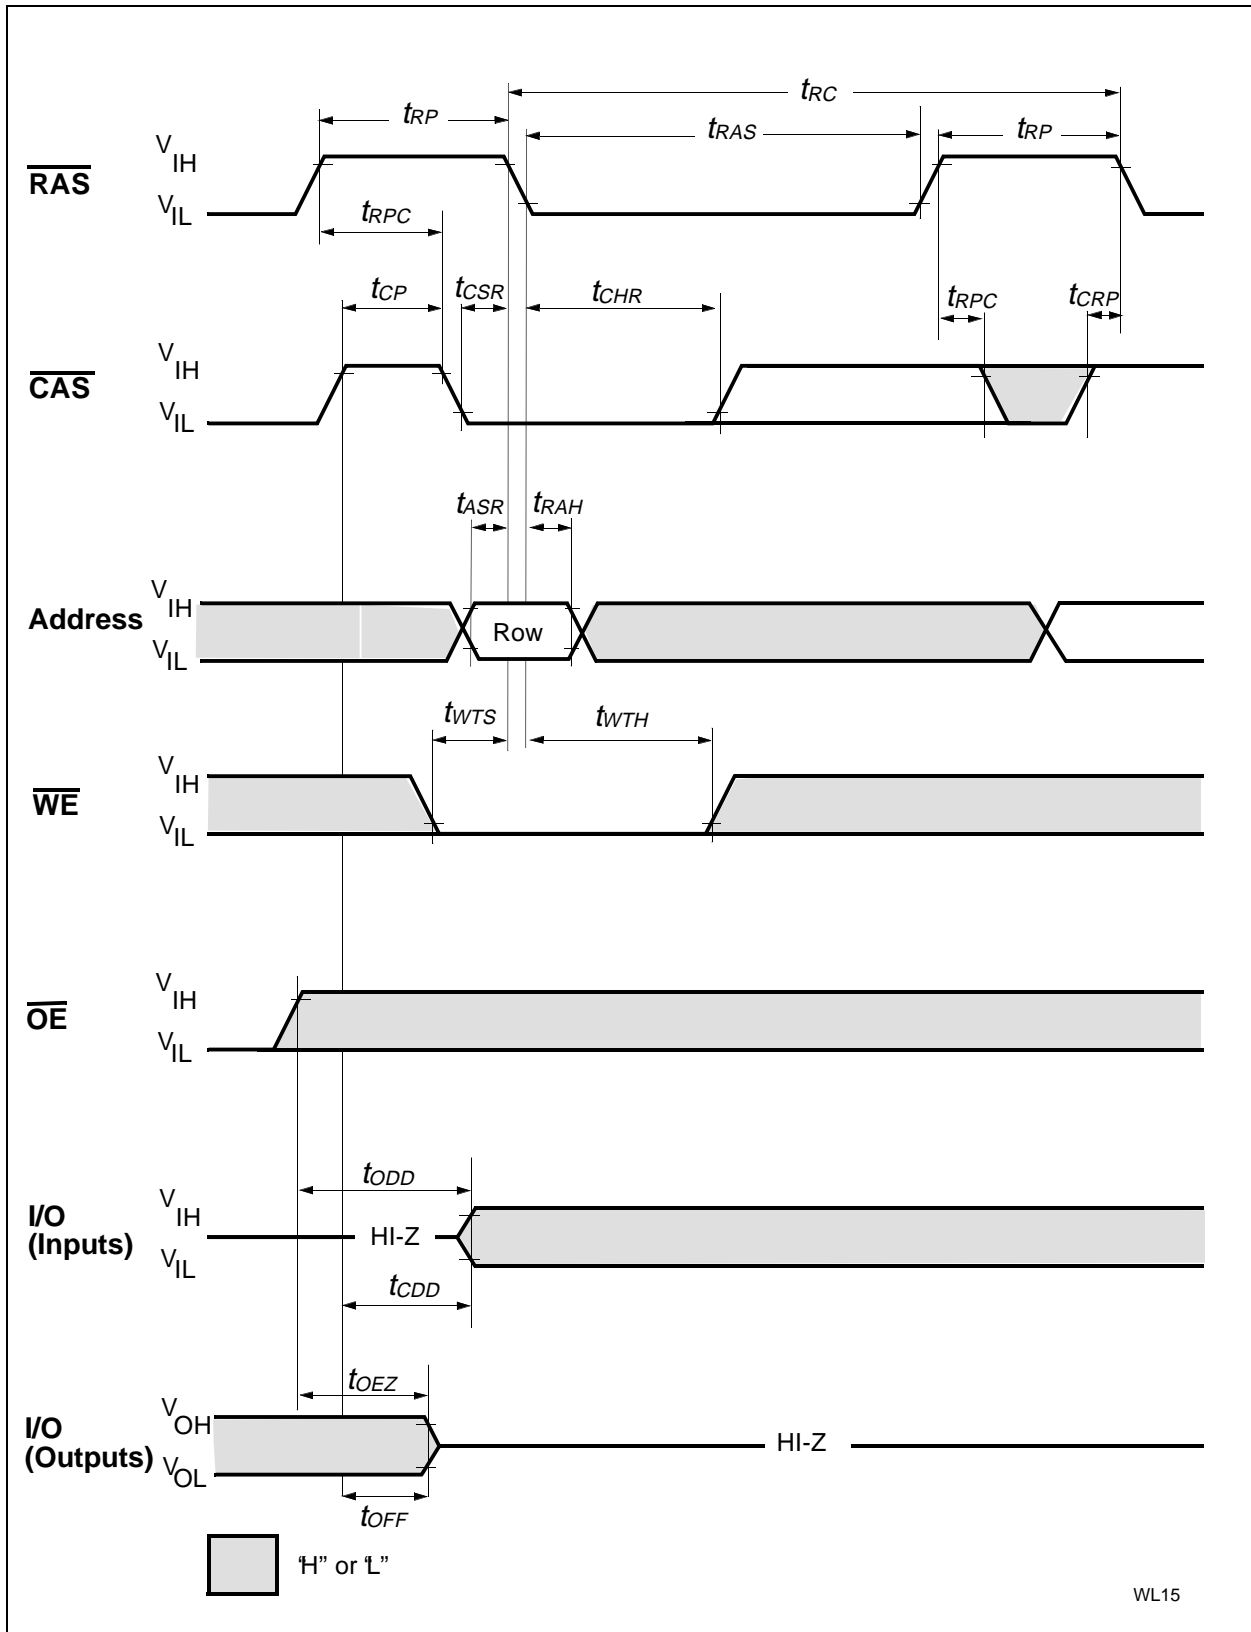 tRC
tRP
tRAS
tRP
RAS
VIH
VIL
tRPC
tCP
tCSR
tCHR
tRPC
tCRP
CAS
VIH
VIL
tASR
tRAH
Address
VIH
VIL
Row
tWTS
tWTH
WE
VIH
VIL
OE
VIH
VIL
tODD
I/O
(Inputs)
VIH
VIL
HI-Z
tCDD
tOEZ
I/O
(Outputs)
VOH
VOL
HI-Z
tOFF
“H” or “L”
WL15